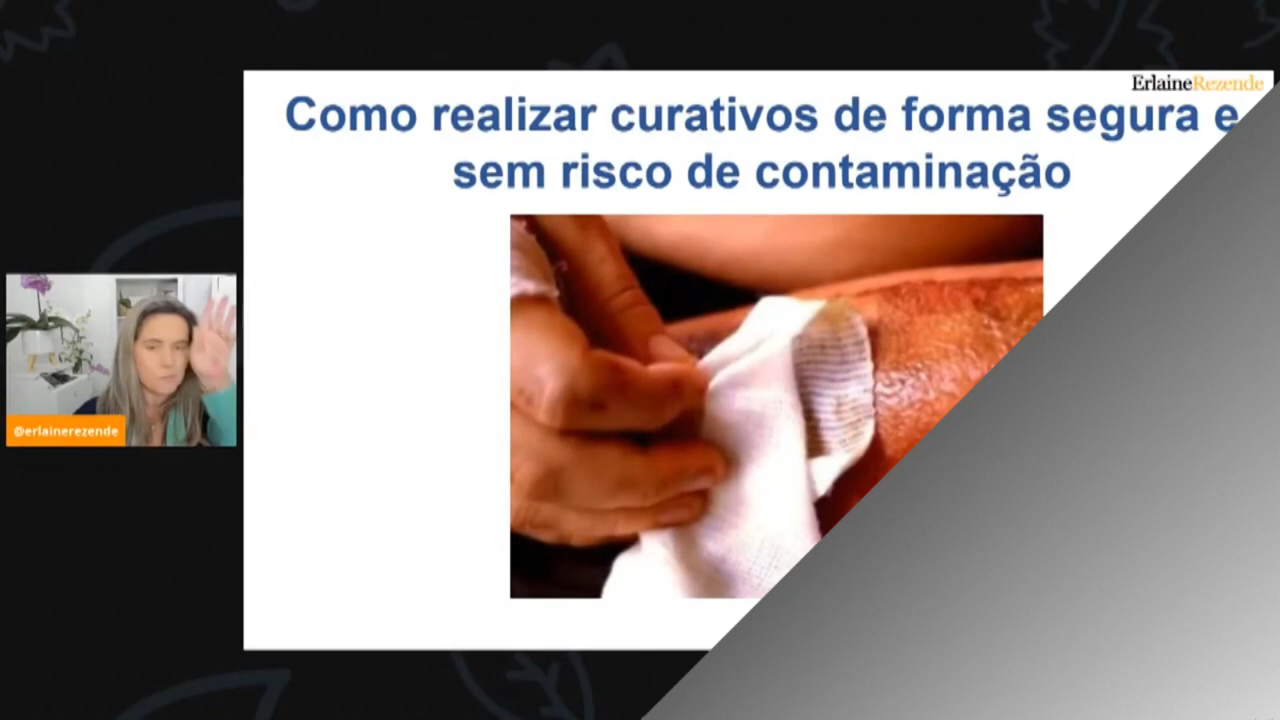 ErlaineRezende
Como realizar curativos de forma segura e
sem risco de contaminação
@erlainerezende